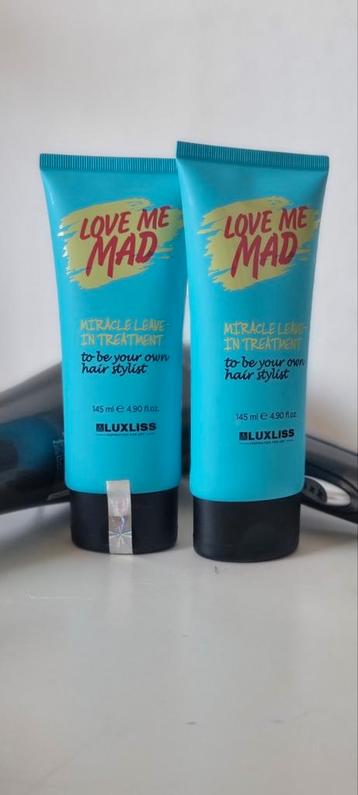 LOVE ME
MAD
MIRACLE LEAVE-
IN TREATMENT
to be your own
hair stylist
145 ml ℮ 4.90 fl.oz.
LUXLISS
LOVE ME
MAD
MIRACLE LEAVE-
IN TREATMENT
to be your own
hair stylist
145 ml ℮ 4.90 fl.oz.
LUXLISS